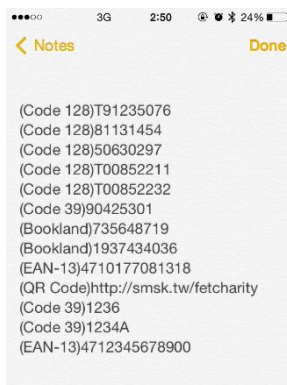 3G 2:50 24%
Notes Done
(Code 128)T91235076
(Code 128)81131454
(Code 128)50630297
(Code 128)T00852211
(Code 128)T00852232
(Code 39)90425301
(Bookland)735648719
(Bookland)1937434036
(EAN-13)4710177081318
(QR Code)http://smsk.tw/fetcharity
(Code 39)1236
(Code 39)1234A
(EAN-13)4712345678900